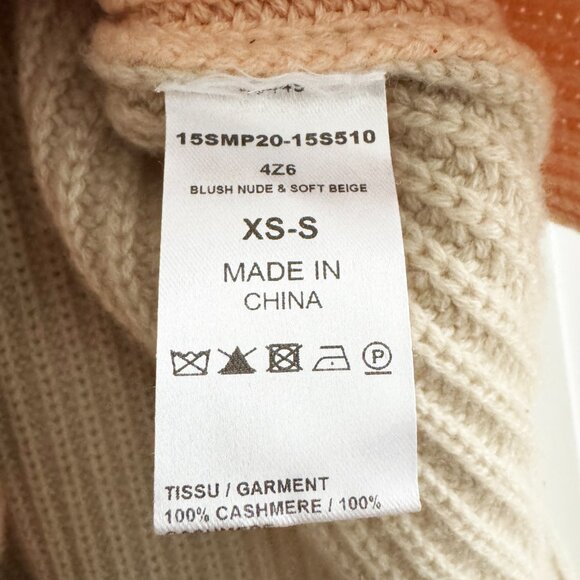 15SMP20-15S510
4Z6
BLUSH NUDE & SOFT BEIGE
XS-S
MADE IN
CHINA
P
TISSU / GARMENT
100% CASHMERE / 100%